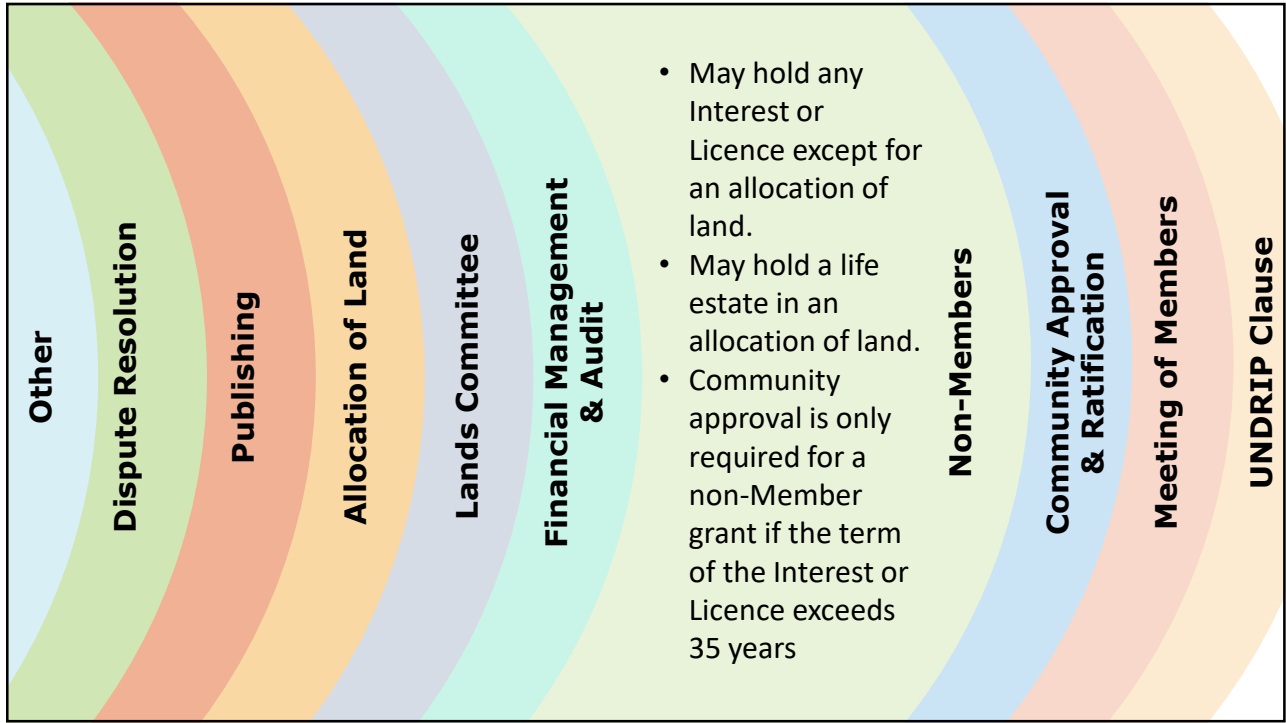 Other
Dispute Resolution
Publishing
Allocation of Land
Lands Committee
Financial Management
& Audit
• May hold any
Interest or
Licence except for
an allocation of
land.
• May hold a life
estate in an
allocation of land.
• Community
approval is only
required for a
non-Member
grant if the term
of the Interest or
Licence exceeds
35 years
Non-Members
Community Approval
& Ratification
Meeting of Members
UNDRIP Clause